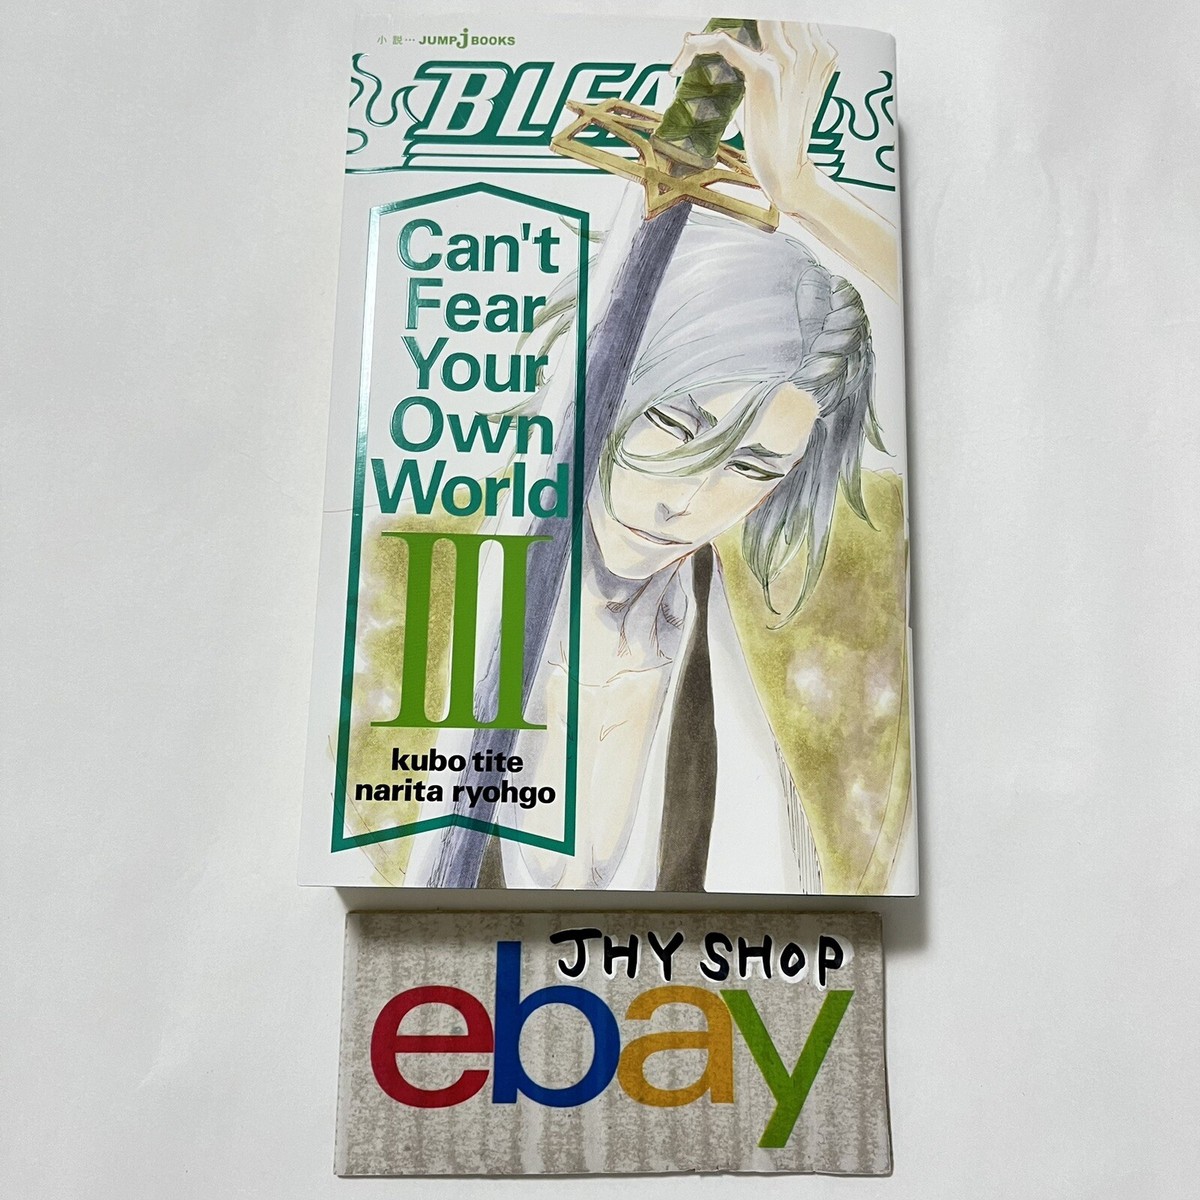 小説… JUMP j BOOKS
BLEACH
Can't
Fear
Your
Own
World
III
kubo tite
narita ryohgo
JHY SHOP
ebay